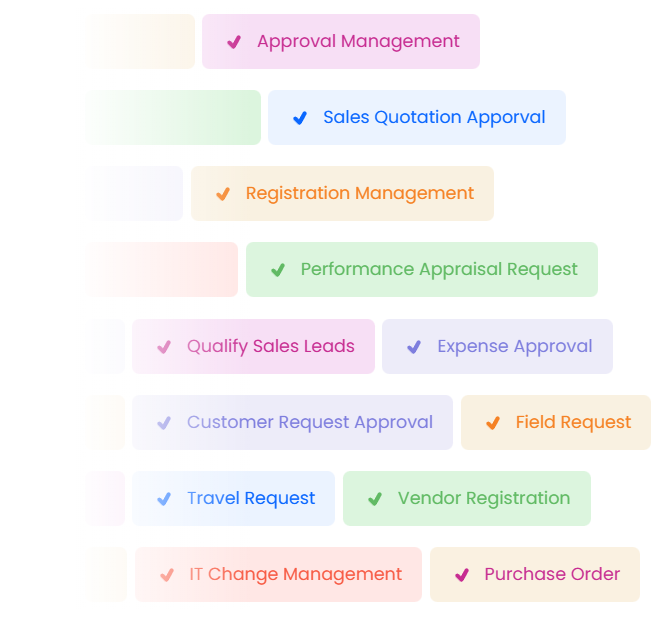 Approval Management
Sales Quotation Apporval
Registration Management
Performance Appraisal Request
Qualify Sales Leads Expense Approval
Customer Request Approval Field Request
Travel Request Vendor Registration
IT Change Management Purchase Order